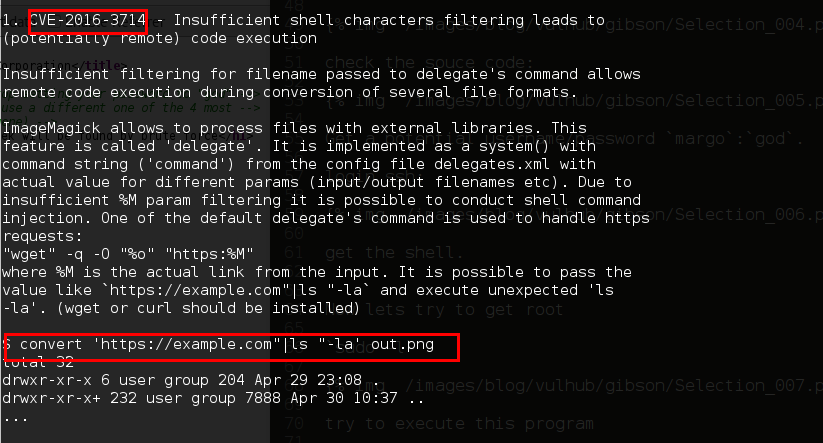 1. CVE-2016-3714 - Insufficient shell characters filtering leads to
(potentially remote) code execution
Insufficient filtering for filename passed to delegate's command allows
remote code execution during conversion of several file formats.
ImageMagick allows to process files with external libraries. This
feature is called 'delegate'. It is implemented as a system() with
command string ('command') from the config file delegates.xml with
actual value for different params (input/output filenames etc). Due to
insufficient %M param filtering it is possible to conduct shell command
injection. One of the default delegate's command is used to handle https
requests:
"wget" -q -O "%o" "https:%M"
where %M is the actual link from the input. It is possible to pass the
value like `https://example.com"|ls "-la` and execute unexpected 'ls
-la'. (wget or curl should be installed)
$ convert 'https://example.com"|ls "-la' out.png
total 32
drwxr-xr-x 6 user group 204 Apr 29 23:08 .
drwxr-xr-x+ 232 user group 7888 Apr 30 10:37 ..
...
48
/images/blog/vulhub/gibson/Selection_004.p
check the souce code:
{% img /images/blog/vulhub/gibson/Selection_005.p
username/password `margo`:`god`.
/images/blog/vulhub/gibson/Selection_006.
60
61 get the shell.
lets try to get root
/images/blog/vulhub/gibson/Selection_007.
70 try to execute this program